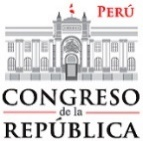 PERÚ
CONGRESO
de la
REPÚBLICA